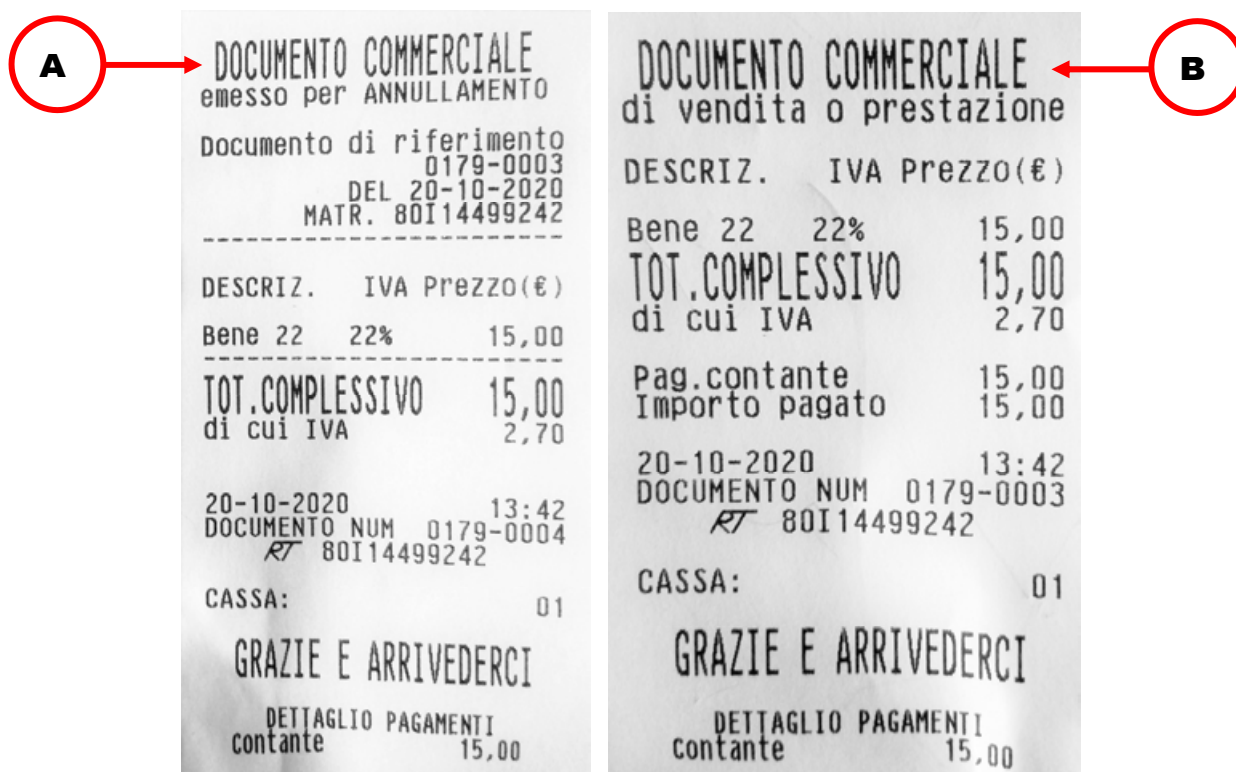 A
DOCUMENTO COMMERCIALE
emesso per ANNULLAMENTO
Documento di riferimento
0179-0003
DEL 20-10-2020
MATR. 80I14499242
------------------------
DESCRIZ. IVA Prezzo(€)
Bene 22 22% 15,00
------------------------
TOT.COMPLESSIVO 15,00
di cui IVA 2,70
20-10-2020 13:42
DOCUMENTO NUM 0179-0004
RT 80I14499242
CASSA: 01
GRAZIE E ARRIVEDERCI
DETTAGLIO PAGAMENTI
contante 15,00
B
DOCUMENTO COMMERCIALE
di vendita o prestazione
DESCRIZ. IVA Prezzo(€)
Bene 22 22% 15,00
TOT.COMPLESSIVO 15,00
di cui IVA 2,70
Pag.contante 15,00
Importo pagato 15,00
20-10-2020 13:42
DOCUMENTO NUM 0179-0003
RT 80I14499242
CASSA: 01
GRAZIE E ARRIVEDERCI
DETTAGLIO PAGAMENTI
contante 15,00